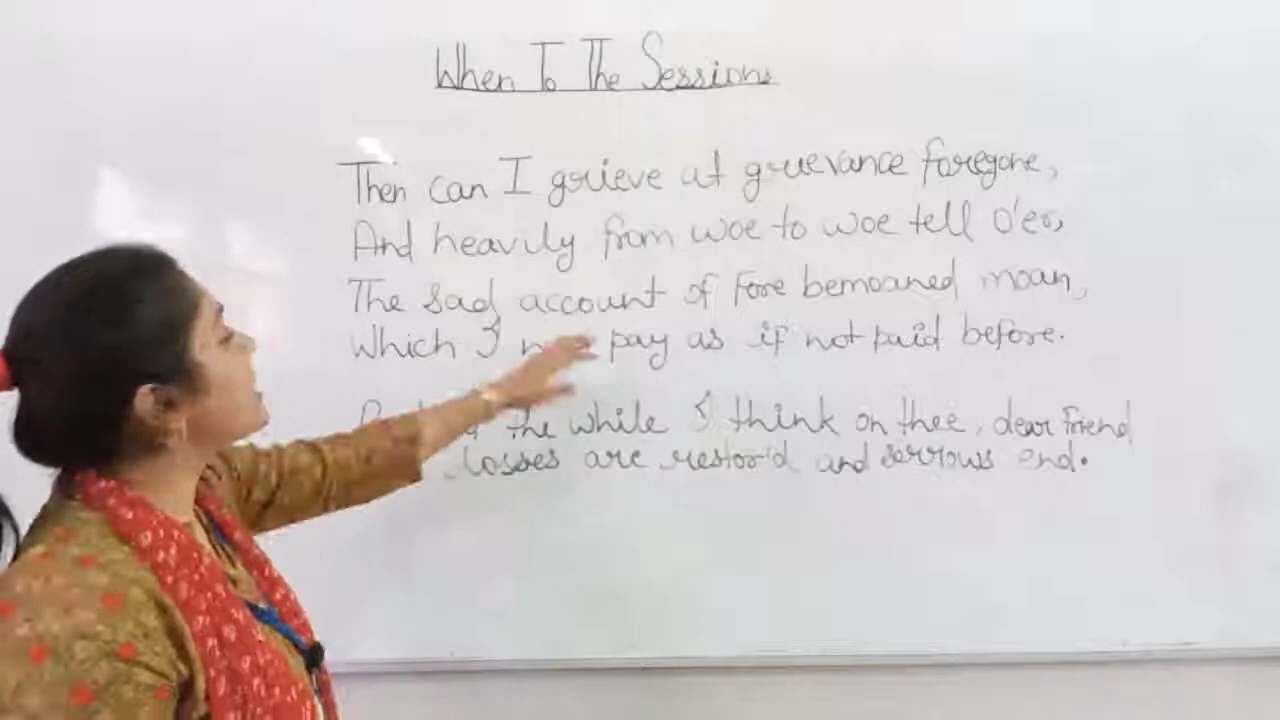 When To The Sessions
Then can I grieve at grievance foregone,
And heavily from woe to woe tell o'er,
The sad account of Fore bemoaned moan,
Which I pay as if not paid before.
the while I think on thee, dear friend
losses are restor'd and sorrows end.